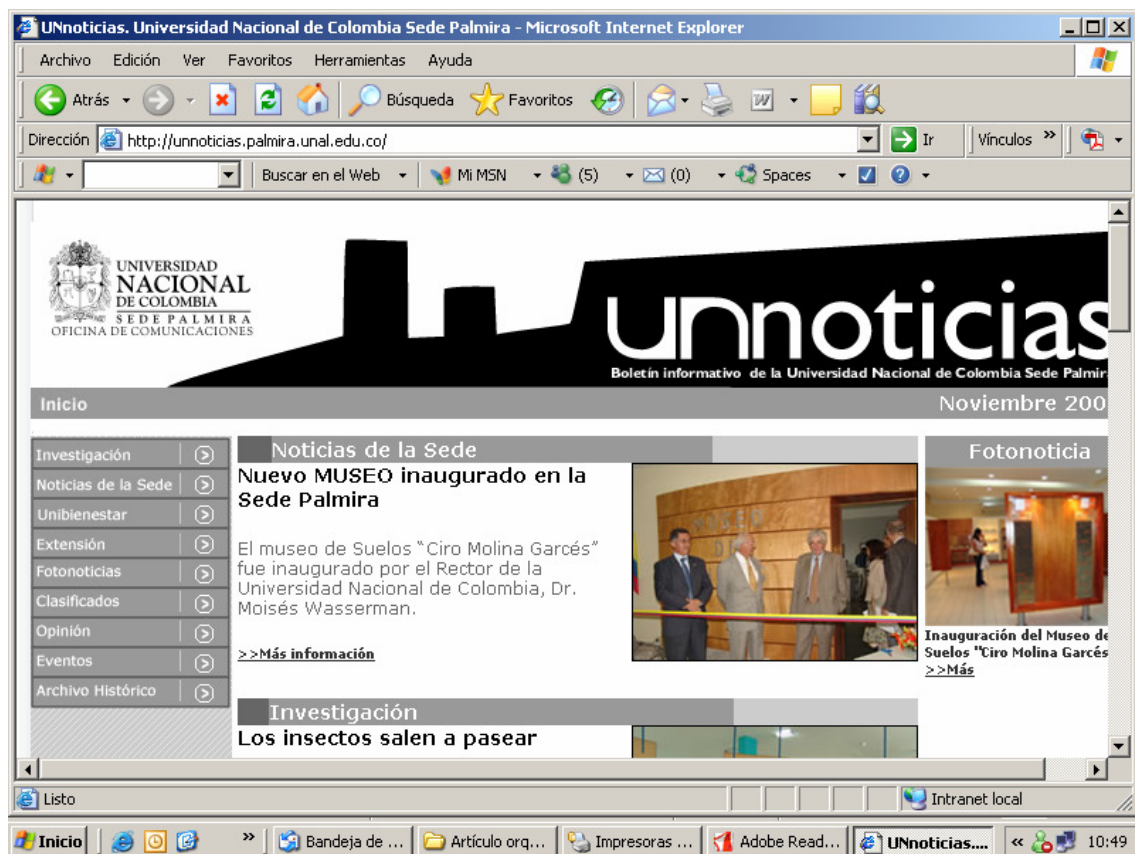 UNnoticias. Universidad Nacional de Colombia Sede Palmira - Microsoft Internet Explorer
Archivo Edición Ver Favoritos Herramientas Ayuda
Atrás Búsqueda Favoritos
Dirección http://unnoticias.palmira.unal.edu.co/ Ir Vínculos »
Buscar en el Web Mi MSN (5) (0) Spaces
UNIVERSIDAD
NACIONAL
DE COLOMBIA
SEDE PALMIRA
OFICINA DE COMUNICACIONES
unnoticias
Boletín informativo de la Universidad Nacional de Colombia Sede Palmir
Inicio Noviembre 200
Investigación
Noticias de la Sede
Unibienestar
Extensión
Fotonoticias
Clasificados
Opinión
Eventos
Archivo Histórico
Noticias de la Sede
Nuevo MUSEO inaugurado en la
Sede Palmira
El museo de Suelos “Ciro Molina Garcés”
fue inaugurado por el Rector de la
Universidad Nacional de Colombia, Dr.
Moisés Wasserman.
>>Más información
Investigación
Los insectos salen a pasear
Fotonoticia
Inauguración del Museo de
Suelos "Ciro Molina Garcés
>>Más
Listo Intranet local
Inicio » Bandeja de ... Artículo orq... Impresoras ... Adobe Read... UNnoticias.... « 10:49